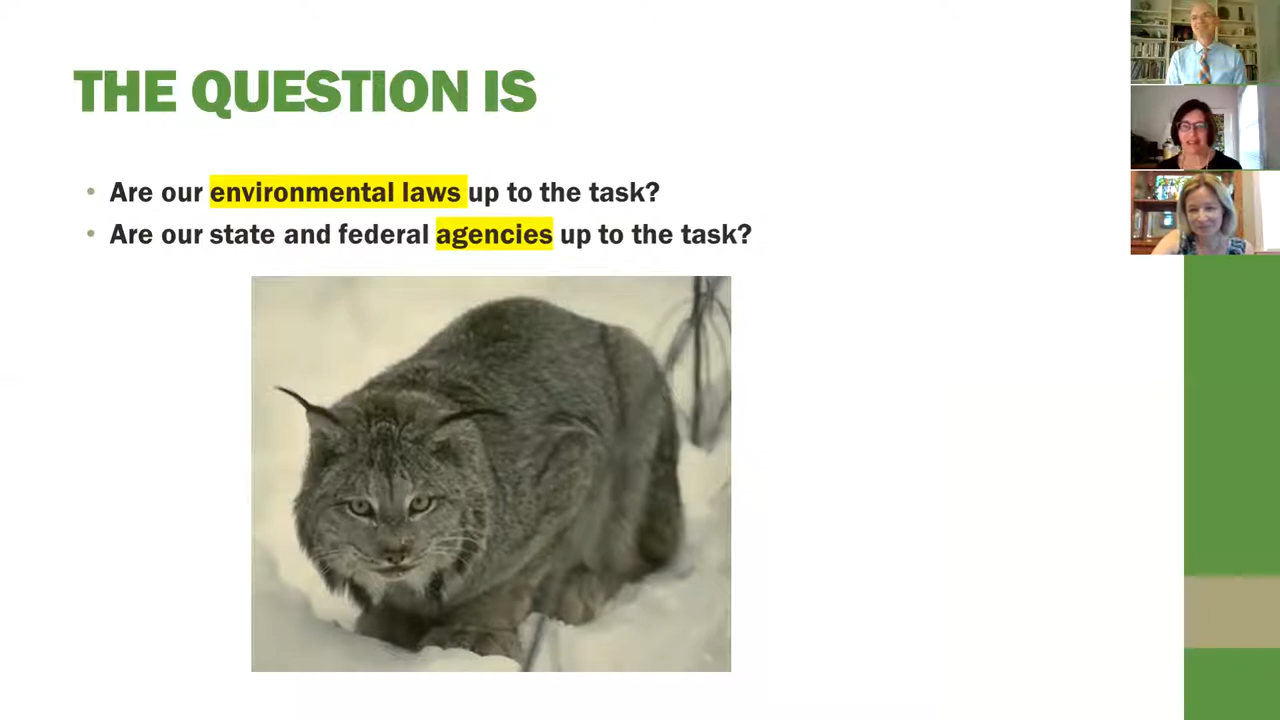 THE QUESTION IS
• Are our environmental laws up to the task?
• Are our state and federal agencies up to the task?